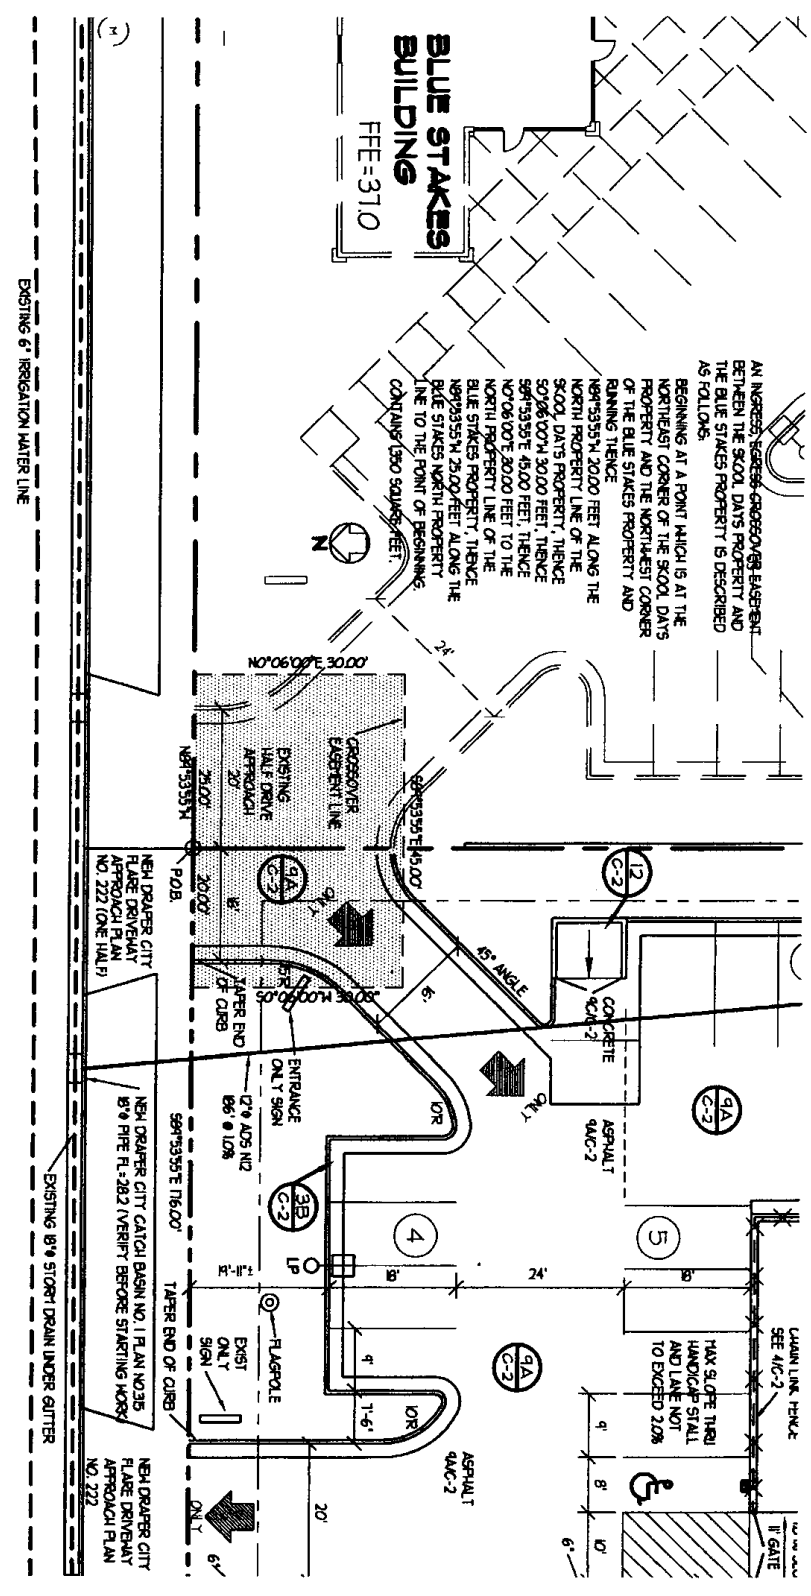 BLUE STAKES
BUILDING
FFE=37.0
AN INGRESS, EGRESS CROSSOVER EASEMENT
BETWEEN THE SKOOL DAYS PROPERTY AND
THE BLUE STAKES PROPERTY IS DESCRIBED
AS FOLLOWS:
BEGINNING AT A POINT WHICH IS AT THE
NORTHEAST CORNER OF THE SKOOL DAYS
PROPERTY AND THE NORTHWEST CORNER
OF THE BLUE STAKES PROPERTY AND
RUNNING THENCE
N89°53'55"W 20.00 FEET ALONG THE
NORTH PROPERTY LINE OF THE
SKOOL DAYS PROPERTY, THENCE
S0°06'00"W 30.00 FEET, THENCE
S89°53'55"E 45.00 FEET, THENCE
N0°06'00"E 30.00 FEET TO THE
NORTH PROPERTY LINE OF THE
BLUE STAKES PROPERTY, THENCE
N89°53'55"W 25.00 FEET ALONG THE
BLUE STAKES NORTH PROPERTY
LINE TO THE POINT OF BEGINNING.
CONTAINS 1,350 SQUARE FEET.
EXISTING 6" IRRIGATION WATER LINE
N
24'
N0°06'00"E 30.00'
CROSSOVER
EASEMENT LINE
EXISTING
HALF DRIVE
APPROACH
20'
25.00'
N89°53'55"W
S89°53'55"E 45.00'
P.O.B.
20.00'
16'
9A
C-2
ONLY
12
C-2
NEW DRAPER CITY
FLARE DRIVEWAY
APPROACH PLAN
NO. 222 (ONE HALF)
TAPER END
OF CURB
15'R
S0°06'00"W 30.00'
45° ANGLE
CONCRETE
9C/C-2
ENTRANCE
ONLY SIGN
12"Ø ADS N12
186' @ 1.0%
10'R
ONLY
ASPHALT
9A/C-2
9A
C-2
NEW DRAPER CITY CATCH BASIN NO. 1 PLAN NO.315
18"Ø PIPE FL=28.2 (VERIFY BEFORE STARTING WORK)
EXISTING 18"Ø STORM DRAIN UNDER GUTTER
S89°53'55"E 176.00'
3B
C-2
4
5
LP
18'
24'
18'
FLAGPOLE
EXIST
ONLY
SIGN
TAPER END OF CURB
9'
7'-6"
10'R
9A
C-2
CHAIN LINK FENCE
SEE 4/C-2
MAX SLOPE THRU
HANDICAP STALL
AND LANE NOT
TO EXCEED 2.0%
9'
8'
10'
ASPHALT
9A/C-2
20'
ONLY
NEW DRAPER CITY
FLARE DRIVEWAY
APPROACH PLAN
NO. 222
6"
6"
11' GATE